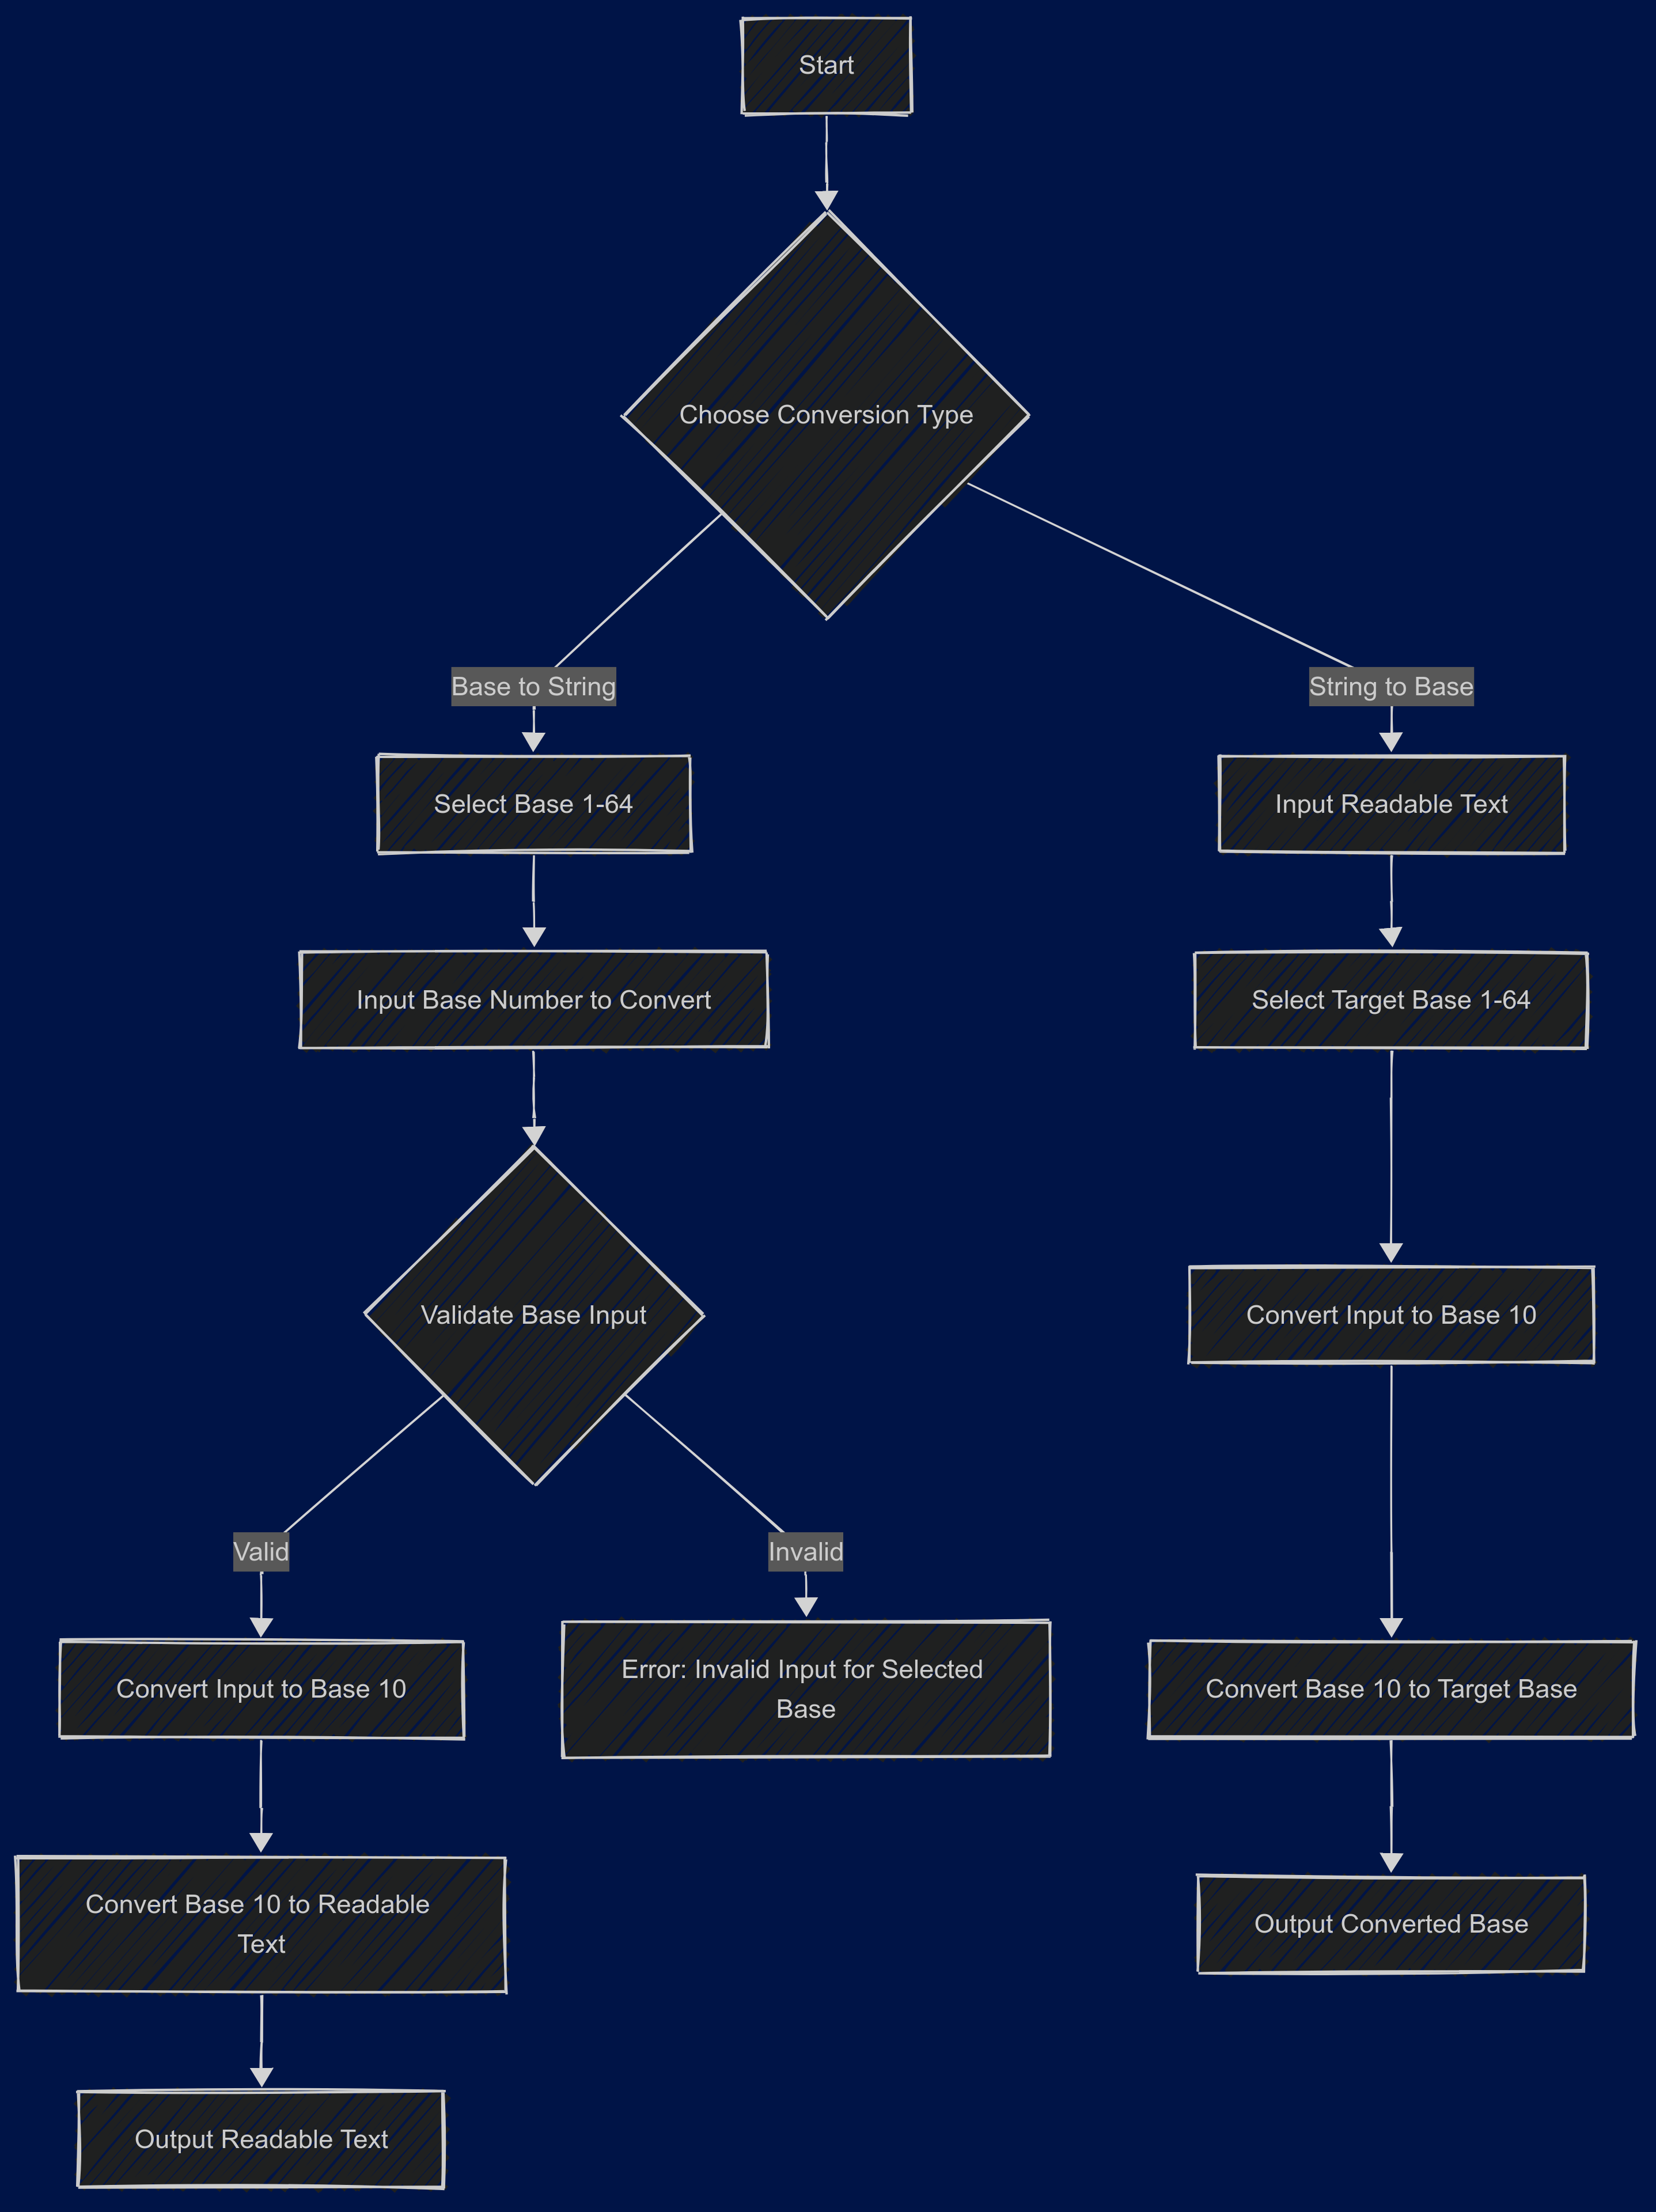 Start
Choose Conversion Type
Base to String
String to Base
Select Base 1-64
Input Readable Text
Input Base Number to Convert
Select Target Base 1-64
Validate Base Input
Convert Input to Base 10
Valid
Invalid
Convert Input to Base 10
Error: Invalid Input for Selected
Base
Convert Base 10 to Target Base
Convert Base 10 to Readable
Text
Output Converted Base
Output Readable Text